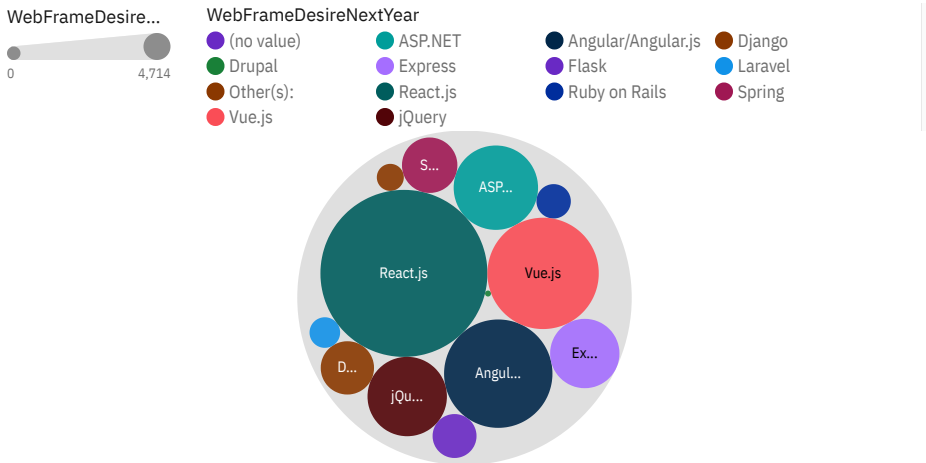 WebFrameDesire...
0
4,714
WebFrameDesireNextYear
(no value)
ASP.NET
Angular/Angular.js
Django
Drupal
Express
Flask
Laravel
Other(s):
React.js
Ruby on Rails
Spring
Vue.js
jQuery
S...
ASP...
React.js
Vue.js
Ex...
D...
Angul...
jQu...